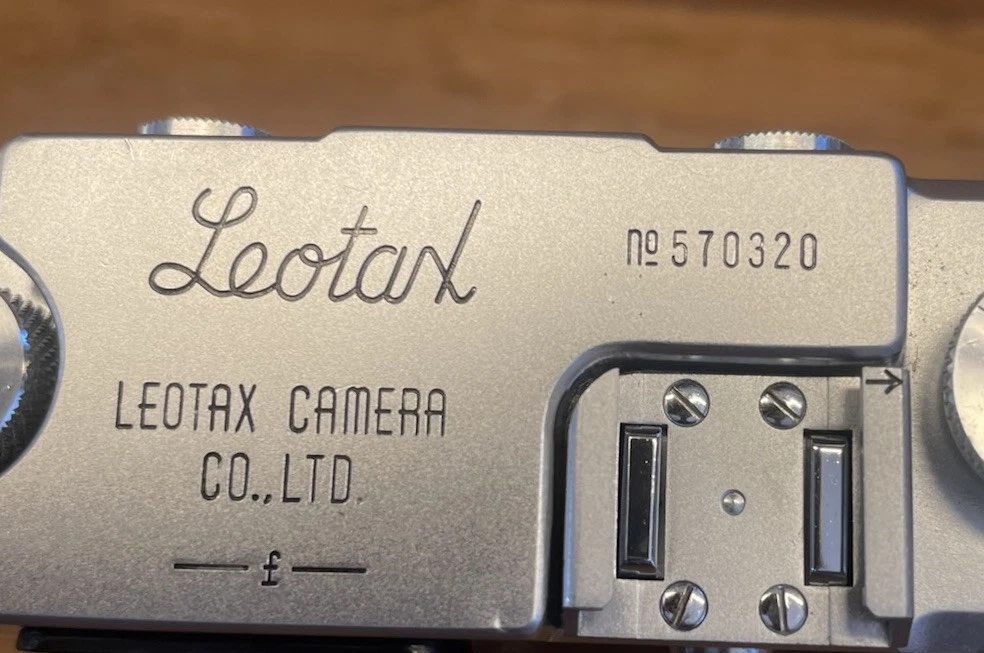 Leotax
Nº570320
LEOTAX CAMERA
CO.,LTD.
— f —